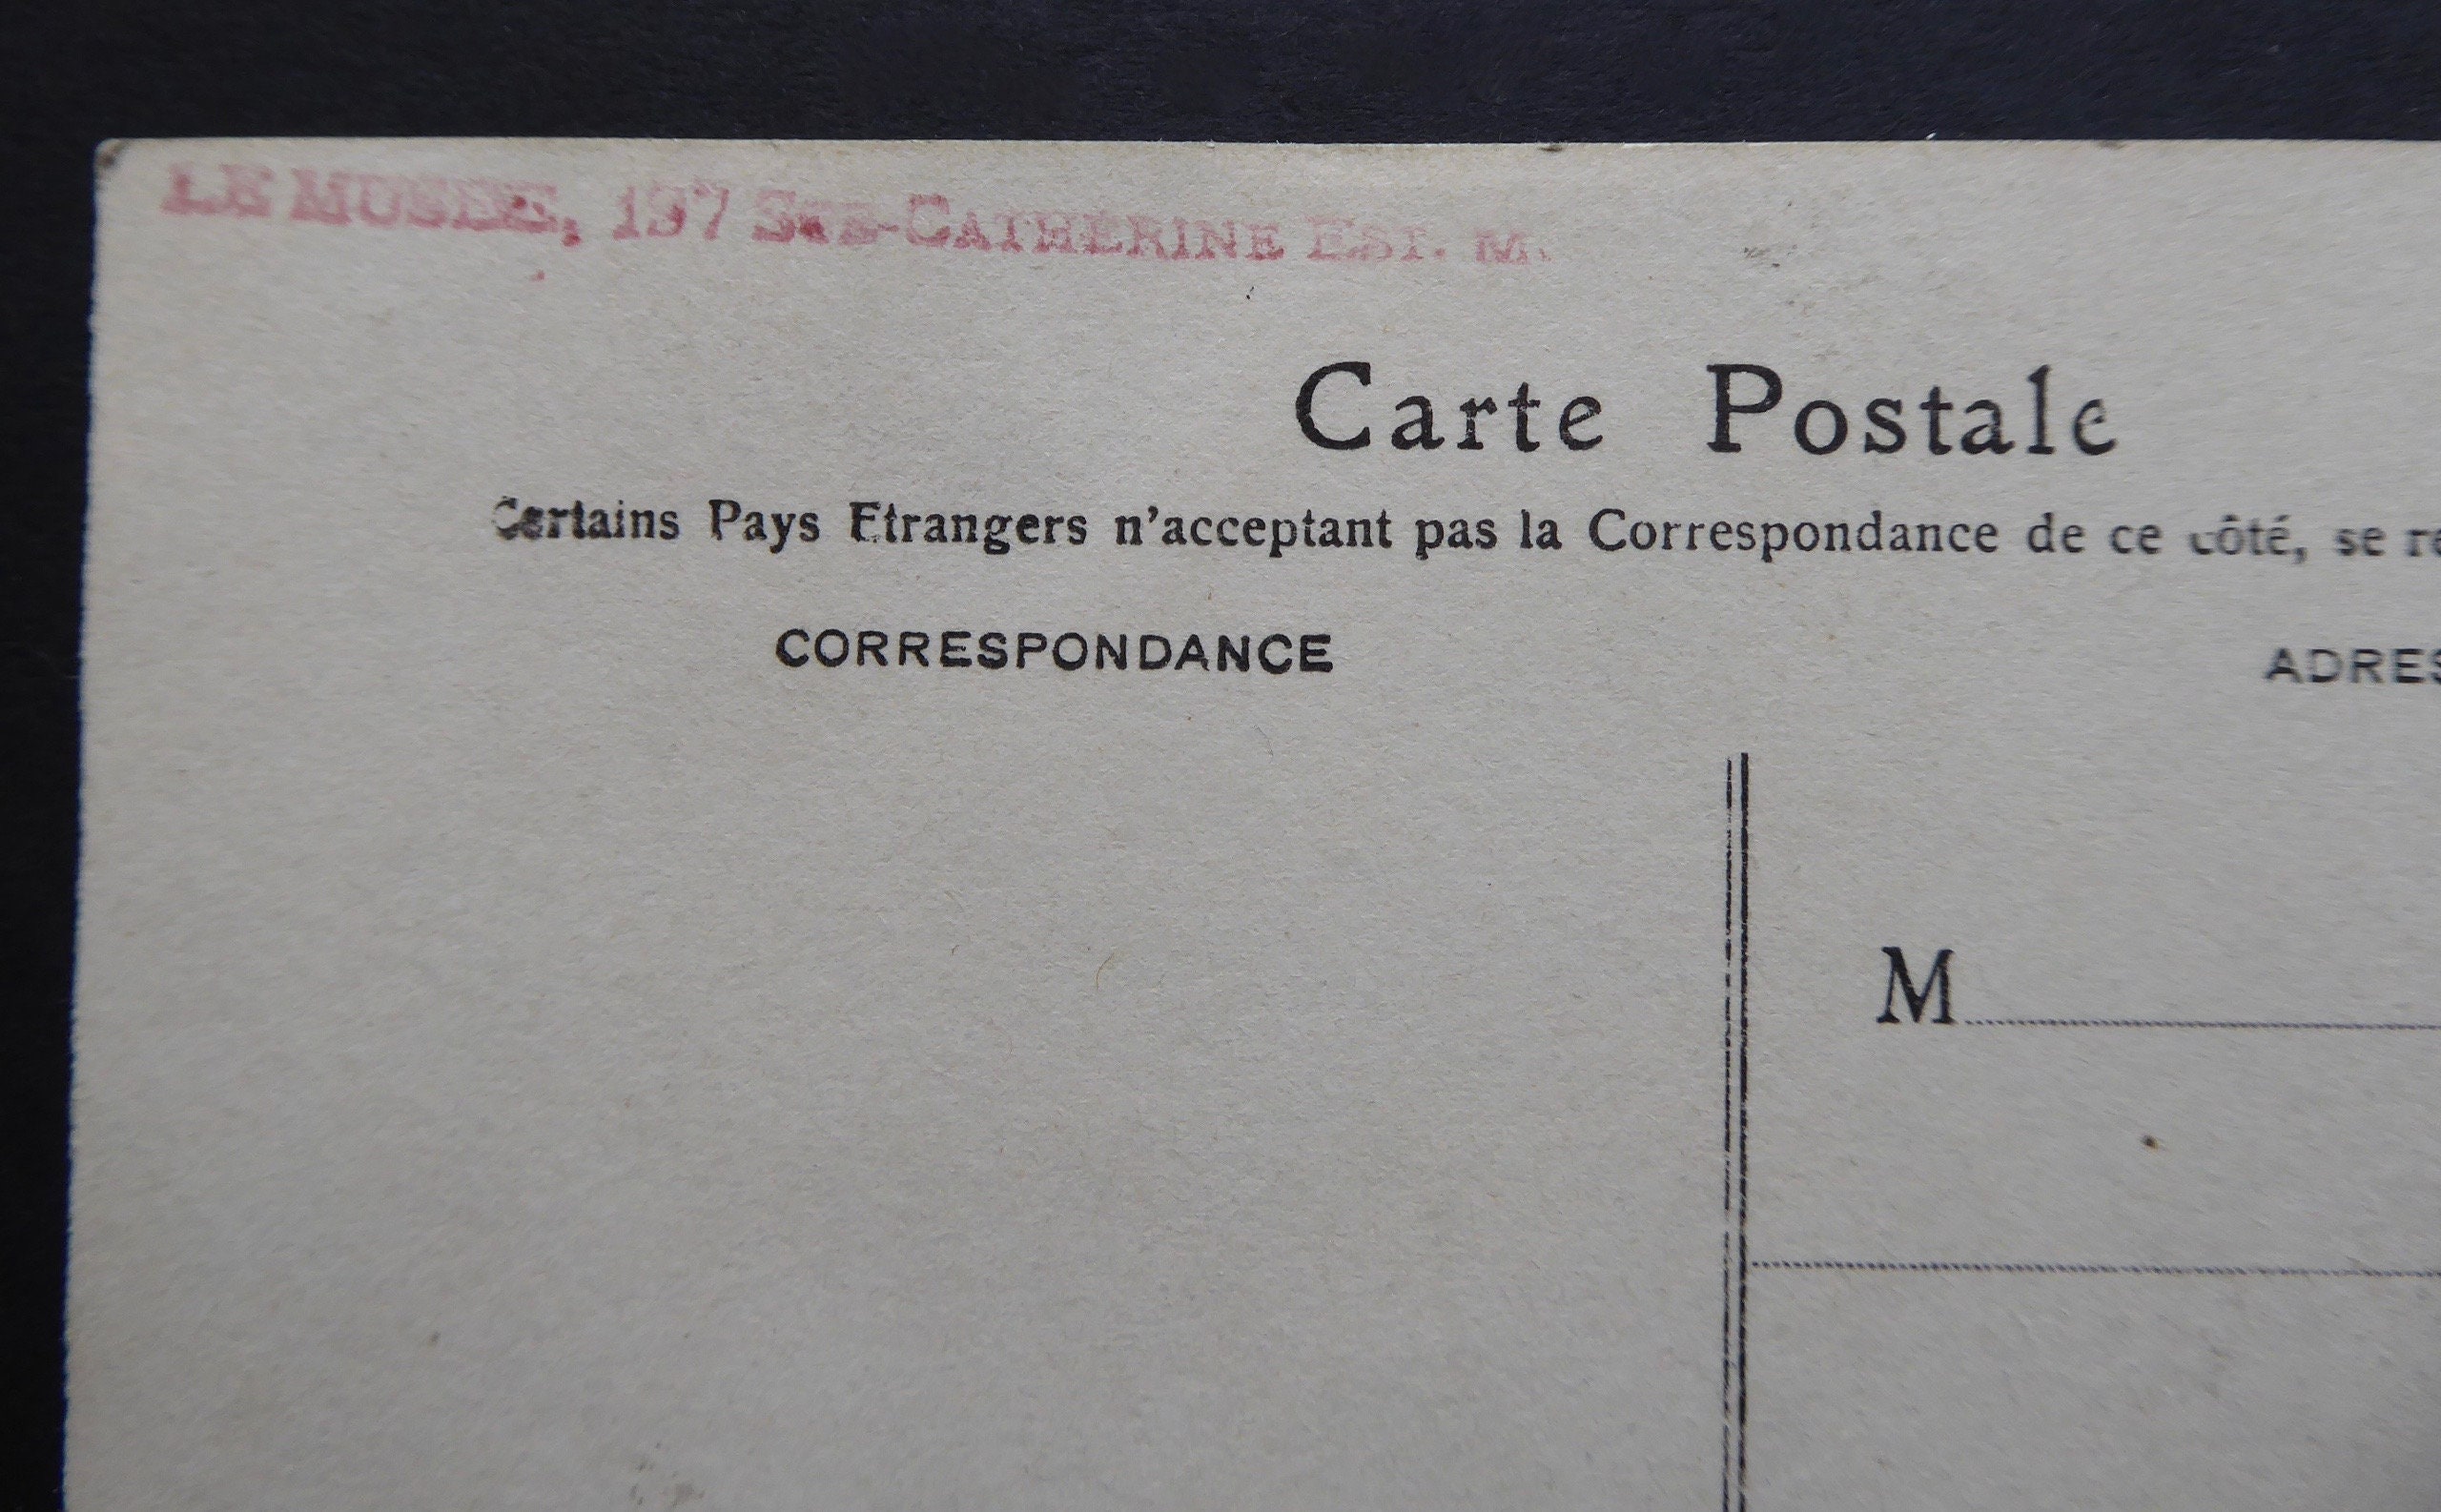 LE MUSEE, 197 STE-CATHERINE EST. M.
Carte Postale
Certains Pays Etrangers n'acceptant pas la Correspondance de ce côté, se re
CORRESPONDANCE
ADRES
M